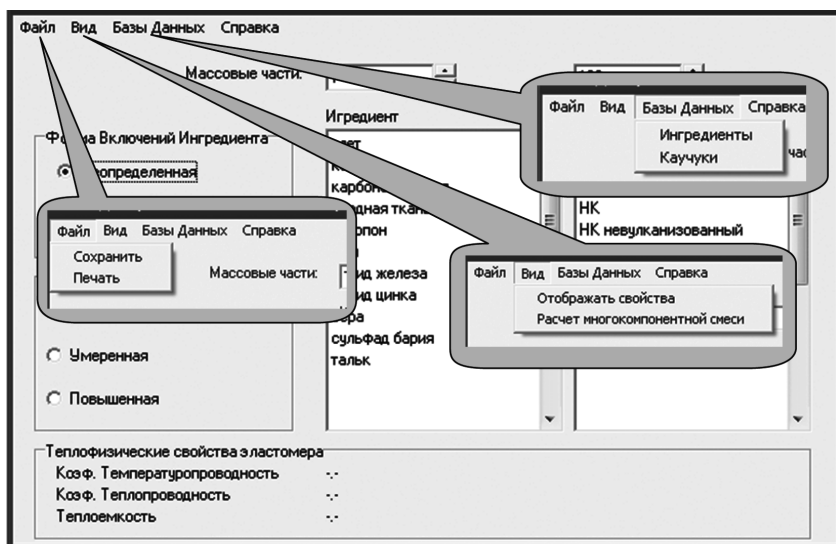 Файл Вид Базы Данных Справка
Массовые части:
Файл Вид Базы Данных Справка
Ингредиенты
Каучуки
Игредиент
Включений Ингредиента
НК
НК невулканизованный
Файл Вид Базы Данных Справка
Сохранить
Печать
Массовые части:
железа
цинка
Файл Вид Базы Данных Справка
Отображать свойства
Расчет многокомпонентной смеси
сульфад бария
тальк
Умеренная
Повышенная
Теплофизические свойства эластомера
Коэф. Температуропроводность -.-
Коэф. Теплопроводность -.-
Теплоемкость -.-